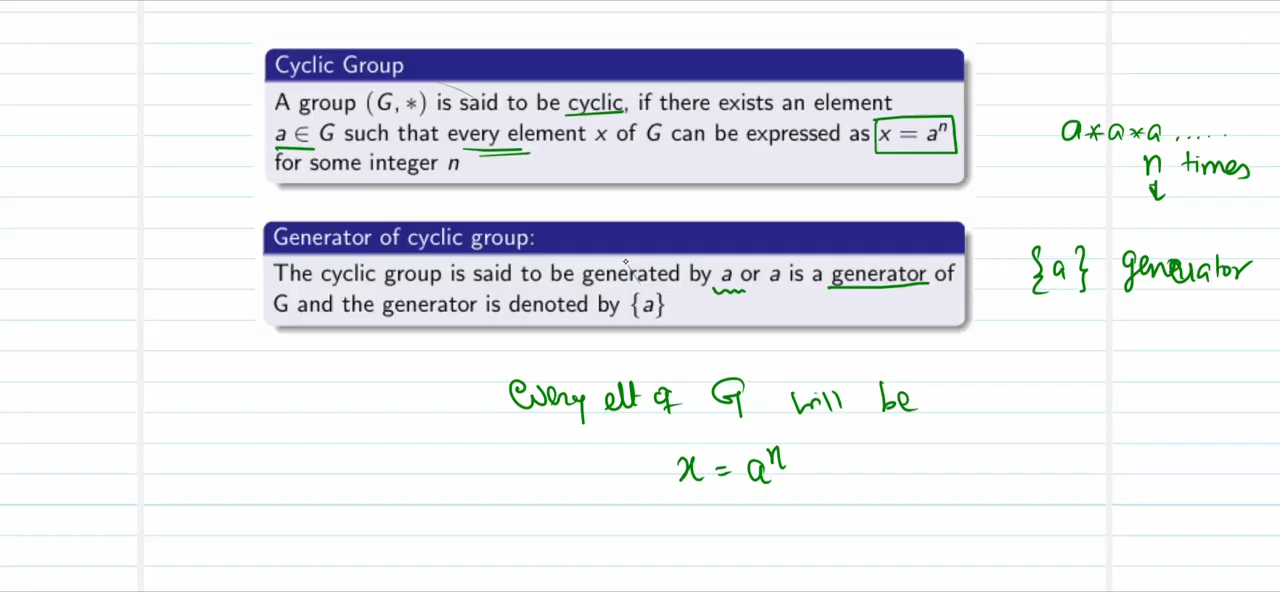 Cyclic Group
A group (G, *) is said to be cyclic, if there exists an element
a ∈ G such that every element x of G can be expressed as x = aⁿ
for some integer n
a*a*a .....
n times
Generator of cyclic group:
The cyclic group is said to be generated by a or a is a generator of
G and the generator is denoted by {a}
{a} generator
Every elt of G will be
x = aⁿ